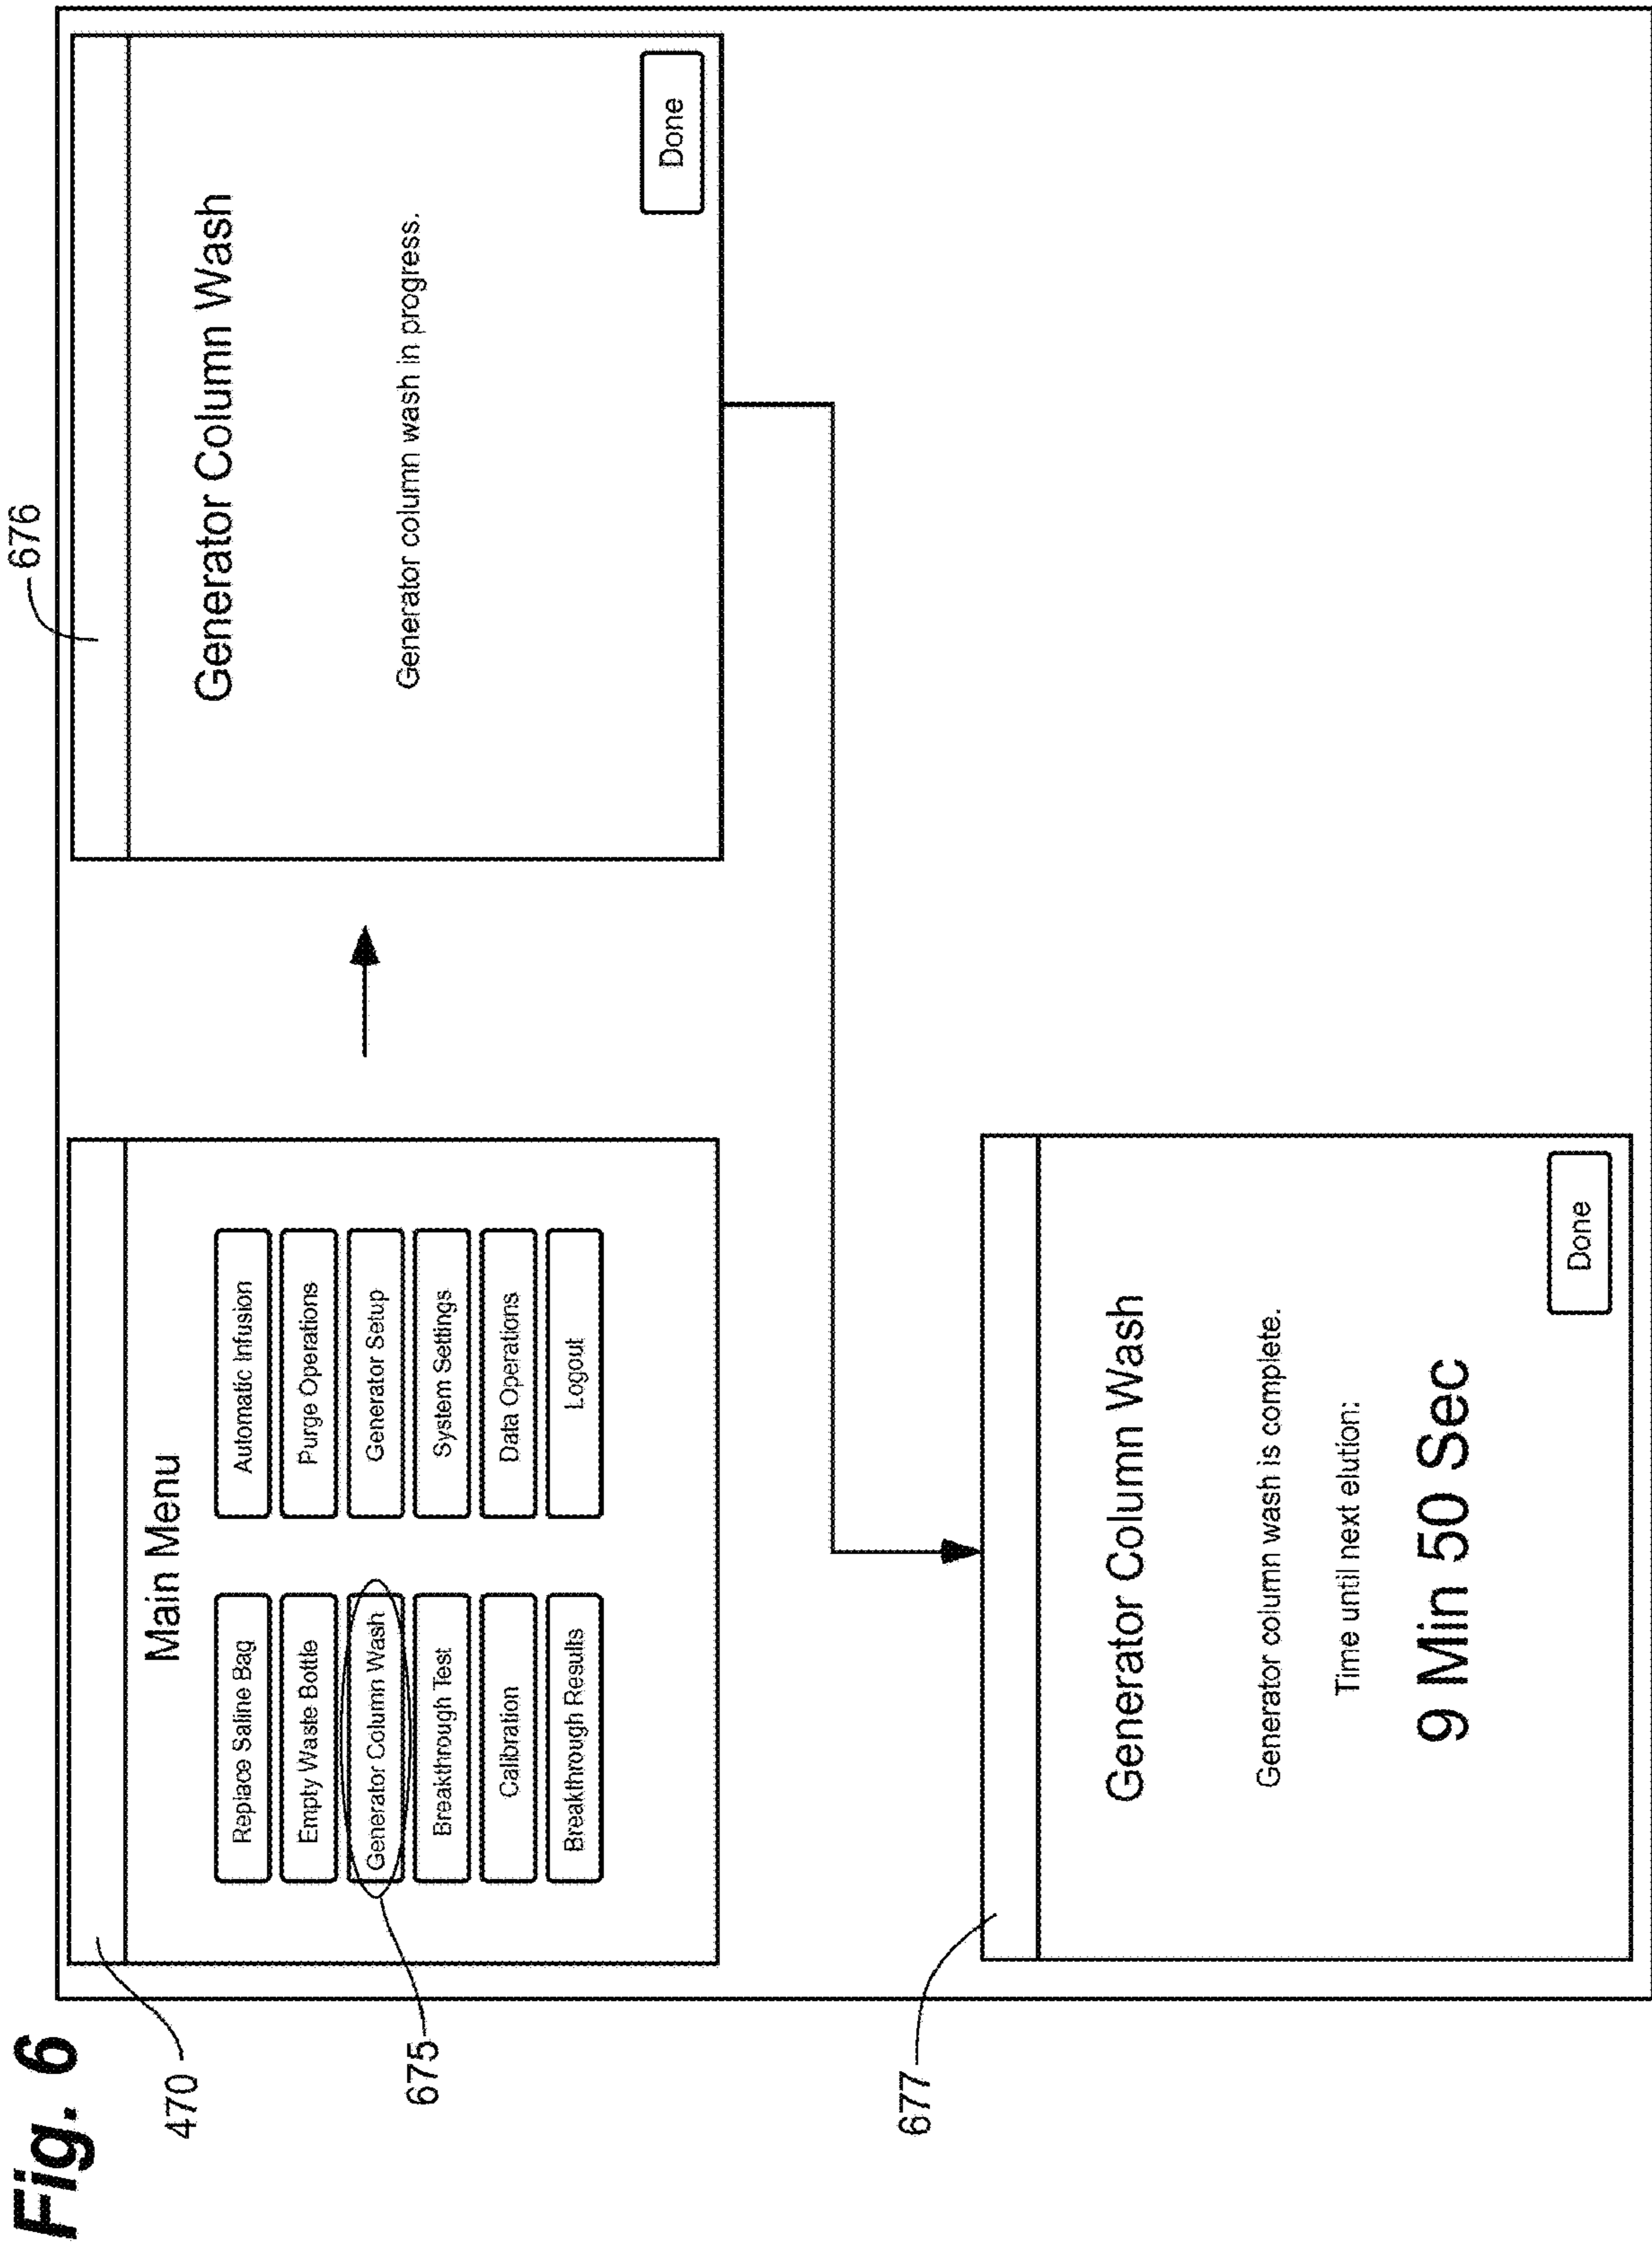 Fig. 6
470
Main Menu
Replace Saline Bag
Automatic Infusion
Empty Waste Bottle
Purge Operations
Generator Column Wash
Generator Setup
Breakthrough Test
System Settings
Calibration
Data Operations
Breakthrough Results
Logout
675
676
Generator Column Wash
Generator column wash in progress.
Done
677
Generator Column Wash
Generator column wash is complete.
Time until next elution:
9 Min 50 Sec
Done